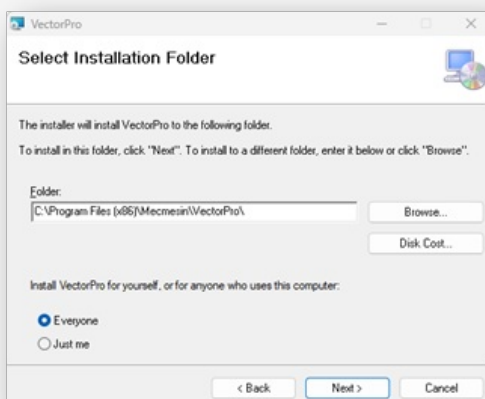 VectorPro
Select Installation Folder
The installer will install VectorPro to the following folder.
To install in this folder, click "Next". To install to a different folder, enter it below or click "Browse".
Folder:
C:\Program Files (x86)\Mecmesin\VectorPro\
Browse...
Disk Cost...
Install VectorPro for yourself, or for anyone who uses this computer:
Everyone
Just me
< Back
Next >
Cancel